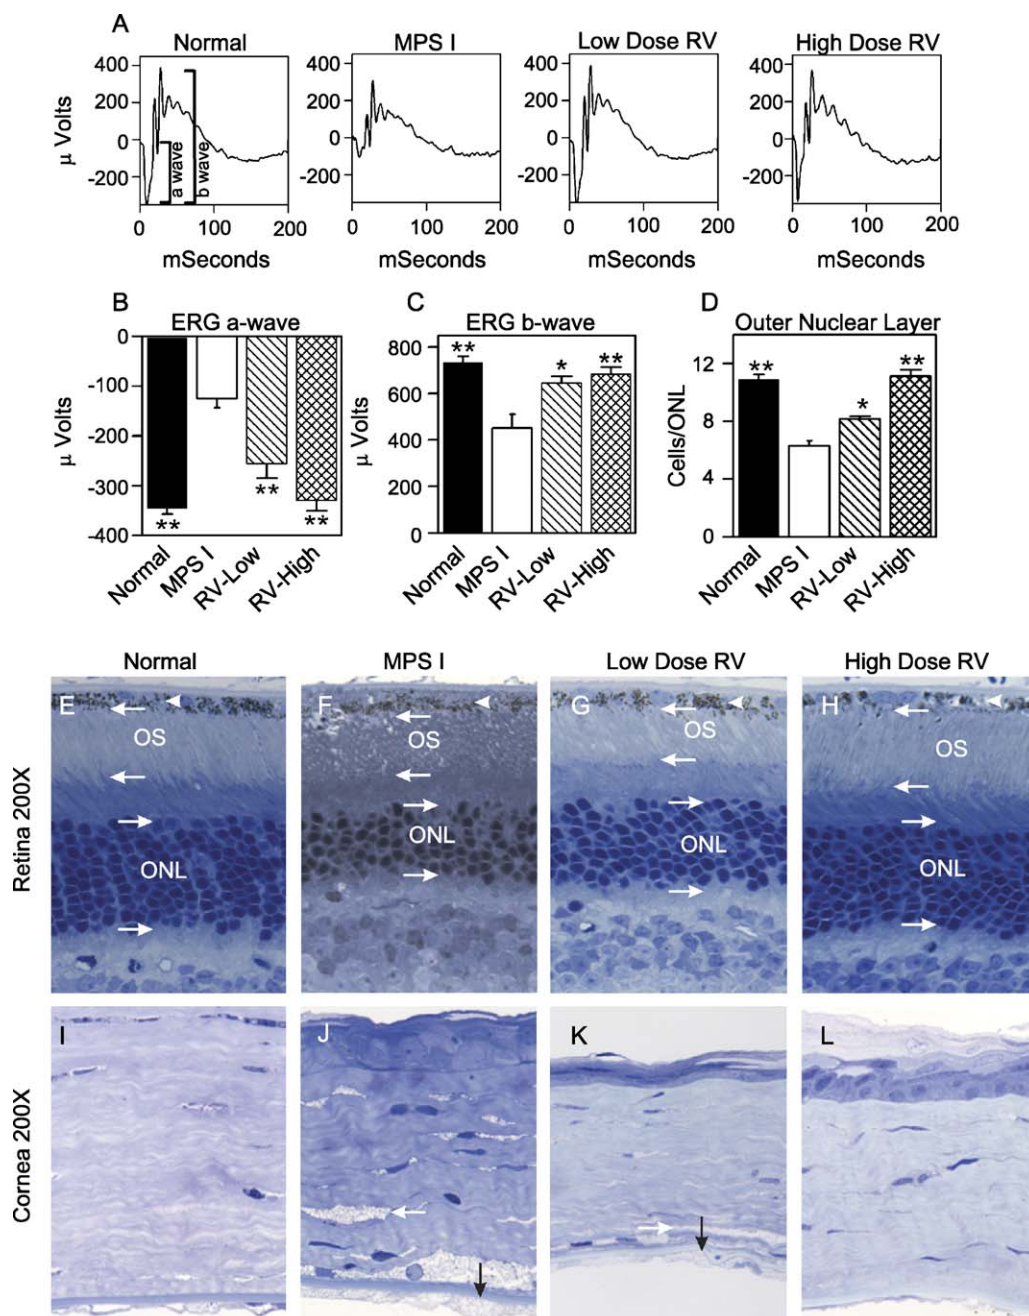 A
Normal
MPS I
Low Dose RV
High Dose RV
μ Volts
400
200
0
-200
a wave
b wave
0
200
mSeconds
400
200
0
-200
0
200
mSeconds
400
200
0
-200
0
200
mSeconds
400
200
0
-200
0
200
mSeconds
B
ERG a-wave
μ Volts
0
-100
-200
-300
-400
**
**
**
Normal
MPS I
RV-Low
RV-High
C
ERG b-wave
μ Volts
800
600
400
200
0
**
*
**
Normal
MPS I
RV-Low
RV-High
D
Outer Nuclear Layer
Cells/ONL
12
8
4
0
**
*
**
Normal
MPS I
RV-Low
RV-High
Normal
MPS I
Low Dose RV
High Dose RV
Retina 200X
E
OS
ONL
F
OS
ONL
G
OS
ONL
H
OS
ONL
Cornea 200X
I
J
K
L